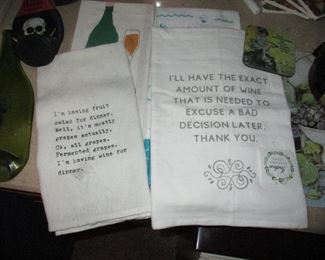 I'm having fruit
salad for dinner.
Well, it's mostly
grapes actually.
Ok, all grapes.
Fermented grapes.
I'm having wine for
dinner.
I'LL HAVE THE EXACT
AMOUNT OF WINE
THAT IS NEEDED TO
EXCUSE A BAD
DECISION LATER.
THANK YOU.